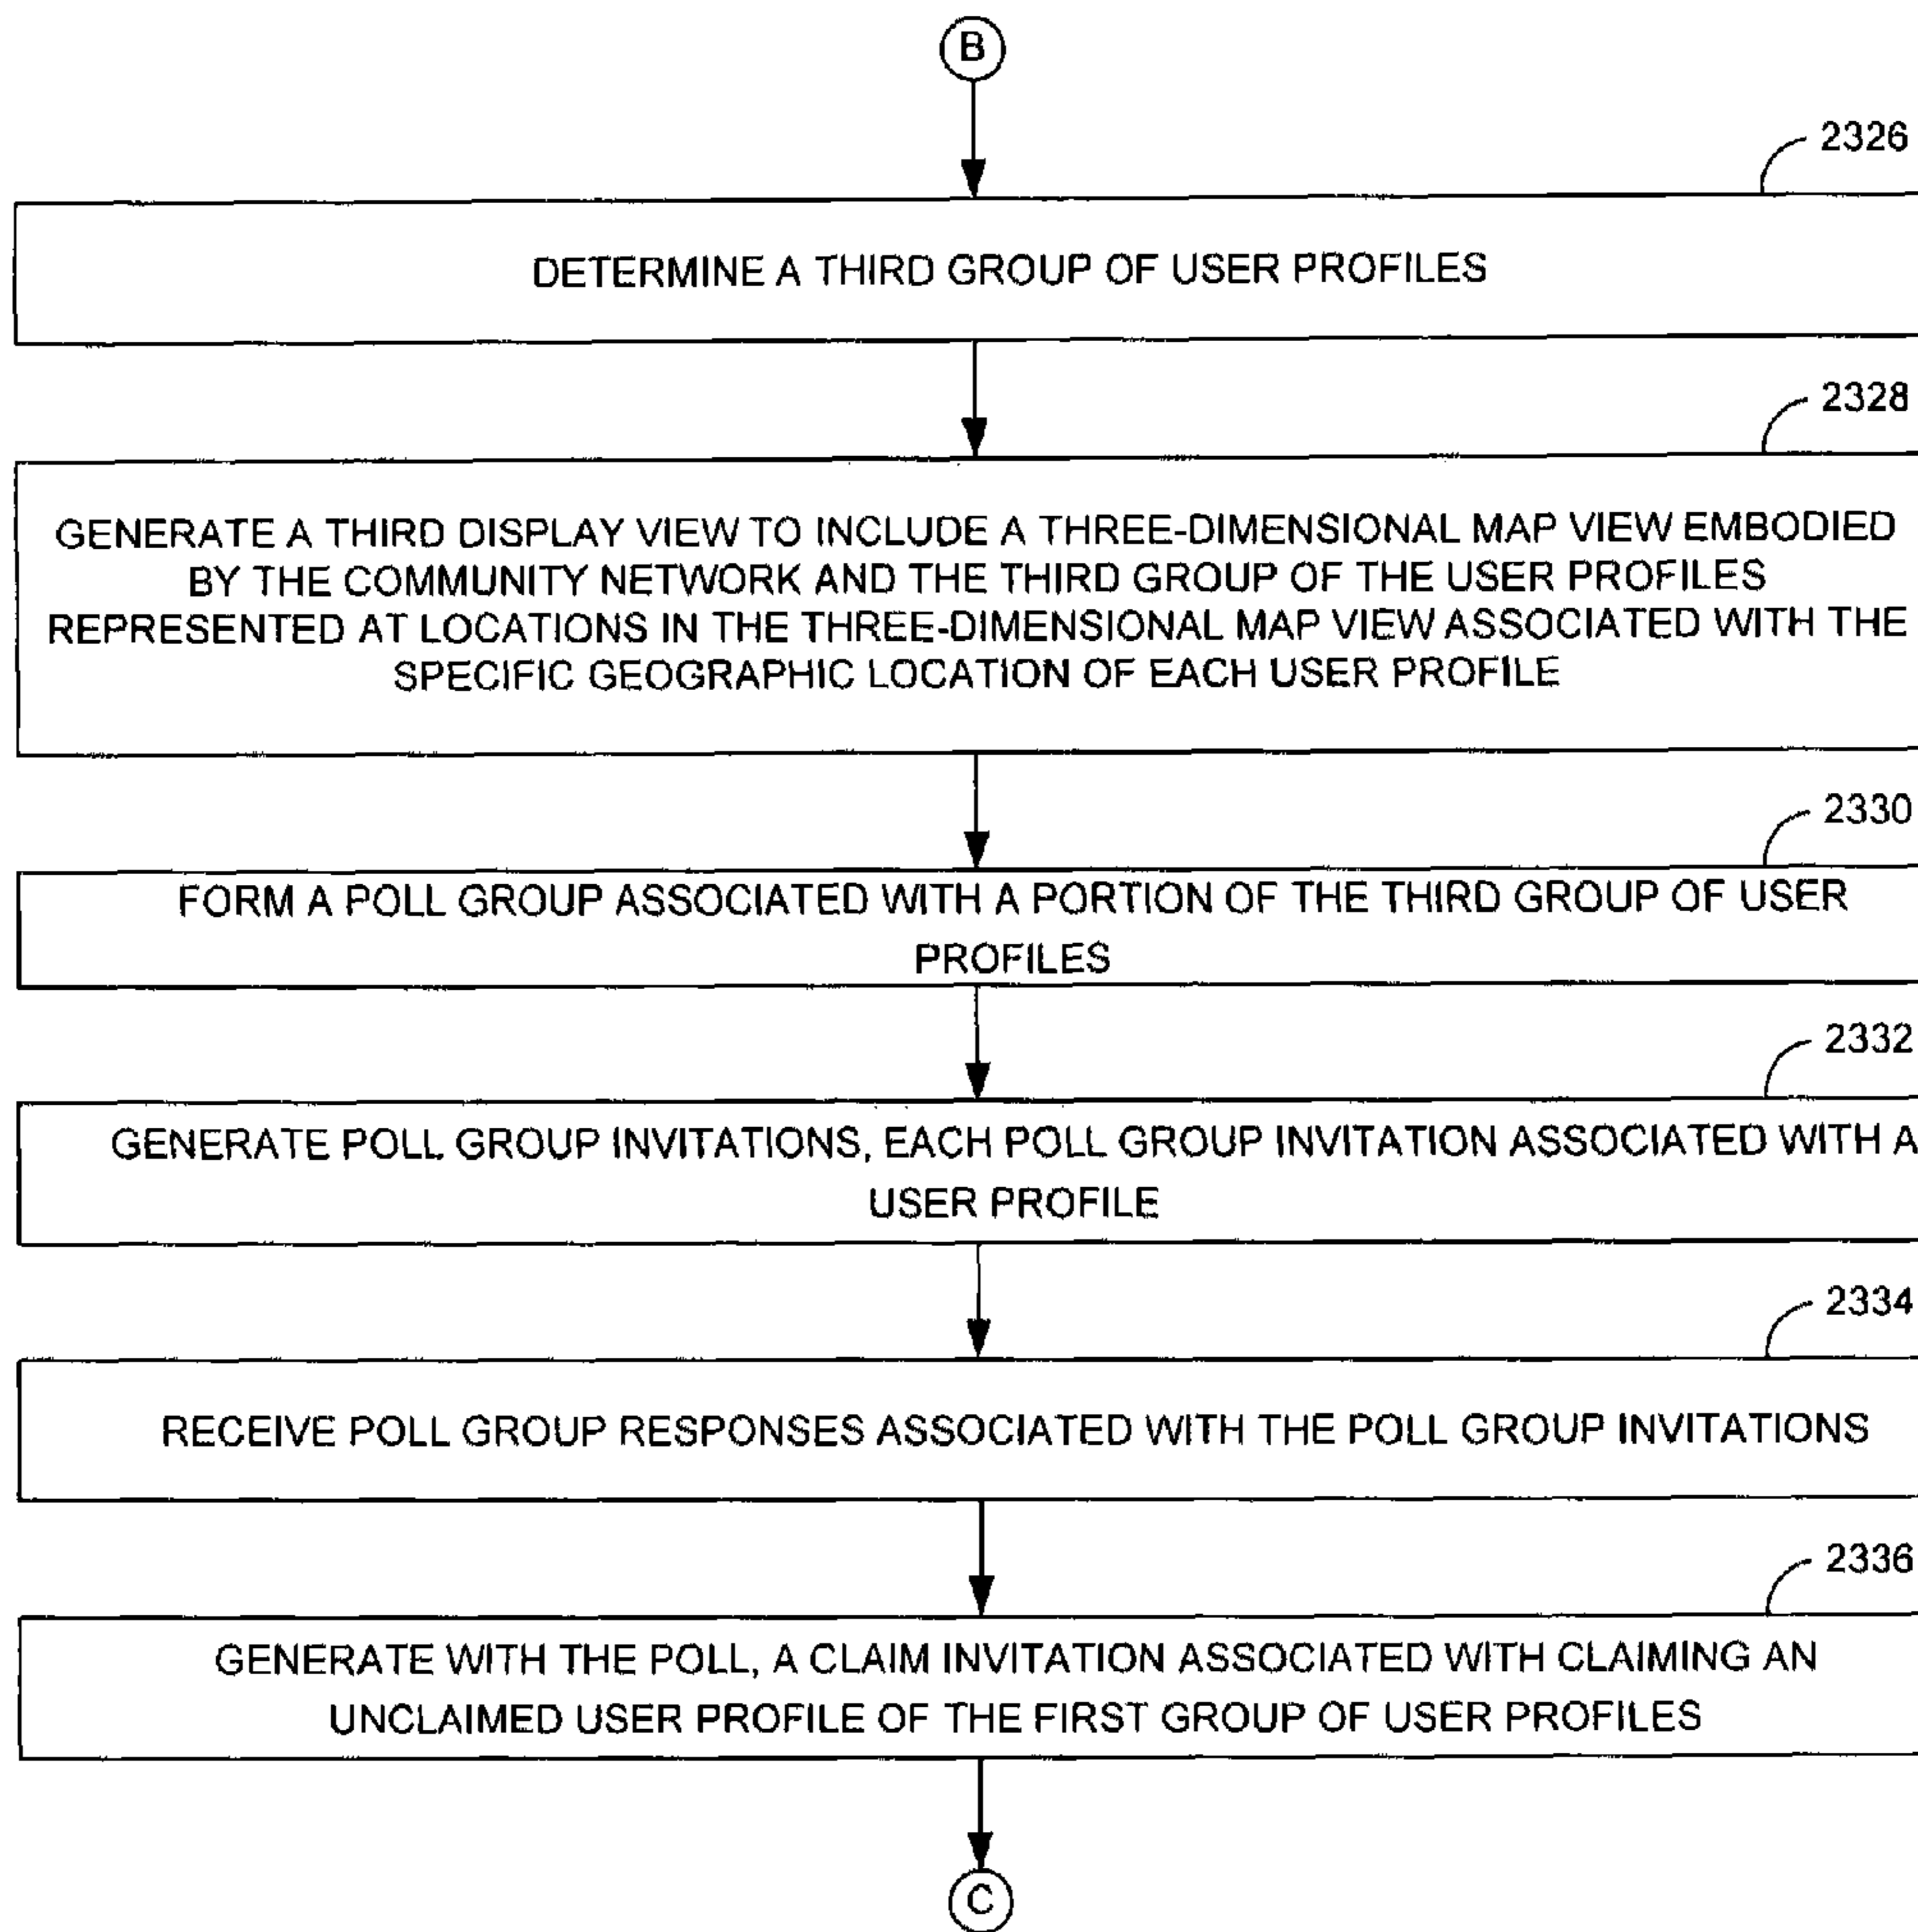 B
2326
DETERMINE A THIRD GROUP OF USER PROFILES
2328
GENERATE A THIRD DISPLAY VIEW TO INCLUDE A THREE-DIMENSIONAL MAP VIEW EMBODIED
BY THE COMMUNITY NETWORK AND THE THIRD GROUP OF THE USER PROFILES
REPRESENTED AT LOCATIONS IN THE THREE-DIMENSIONAL MAP VIEW ASSOCIATED WITH THE
SPECIFIC GEOGRAPHIC LOCATION OF EACH USER PROFILE
2330
FORM A POLL GROUP ASSOCIATED WITH A PORTION OF THE THIRD GROUP OF USER
PROFILES
2332
GENERATE POLL GROUP INVITATIONS, EACH POLL GROUP INVITATION ASSOCIATED WITH A
USER PROFILE
2334
RECEIVE POLL GROUP RESPONSES ASSOCIATED WITH THE POLL GROUP INVITATIONS
2336
GENERATE WITH THE POLL, A CLAIM INVITATION ASSOCIATED WITH CLAIMING AN
UNCLAIMED USER PROFILE OF THE FIRST GROUP OF USER PROFILES
C